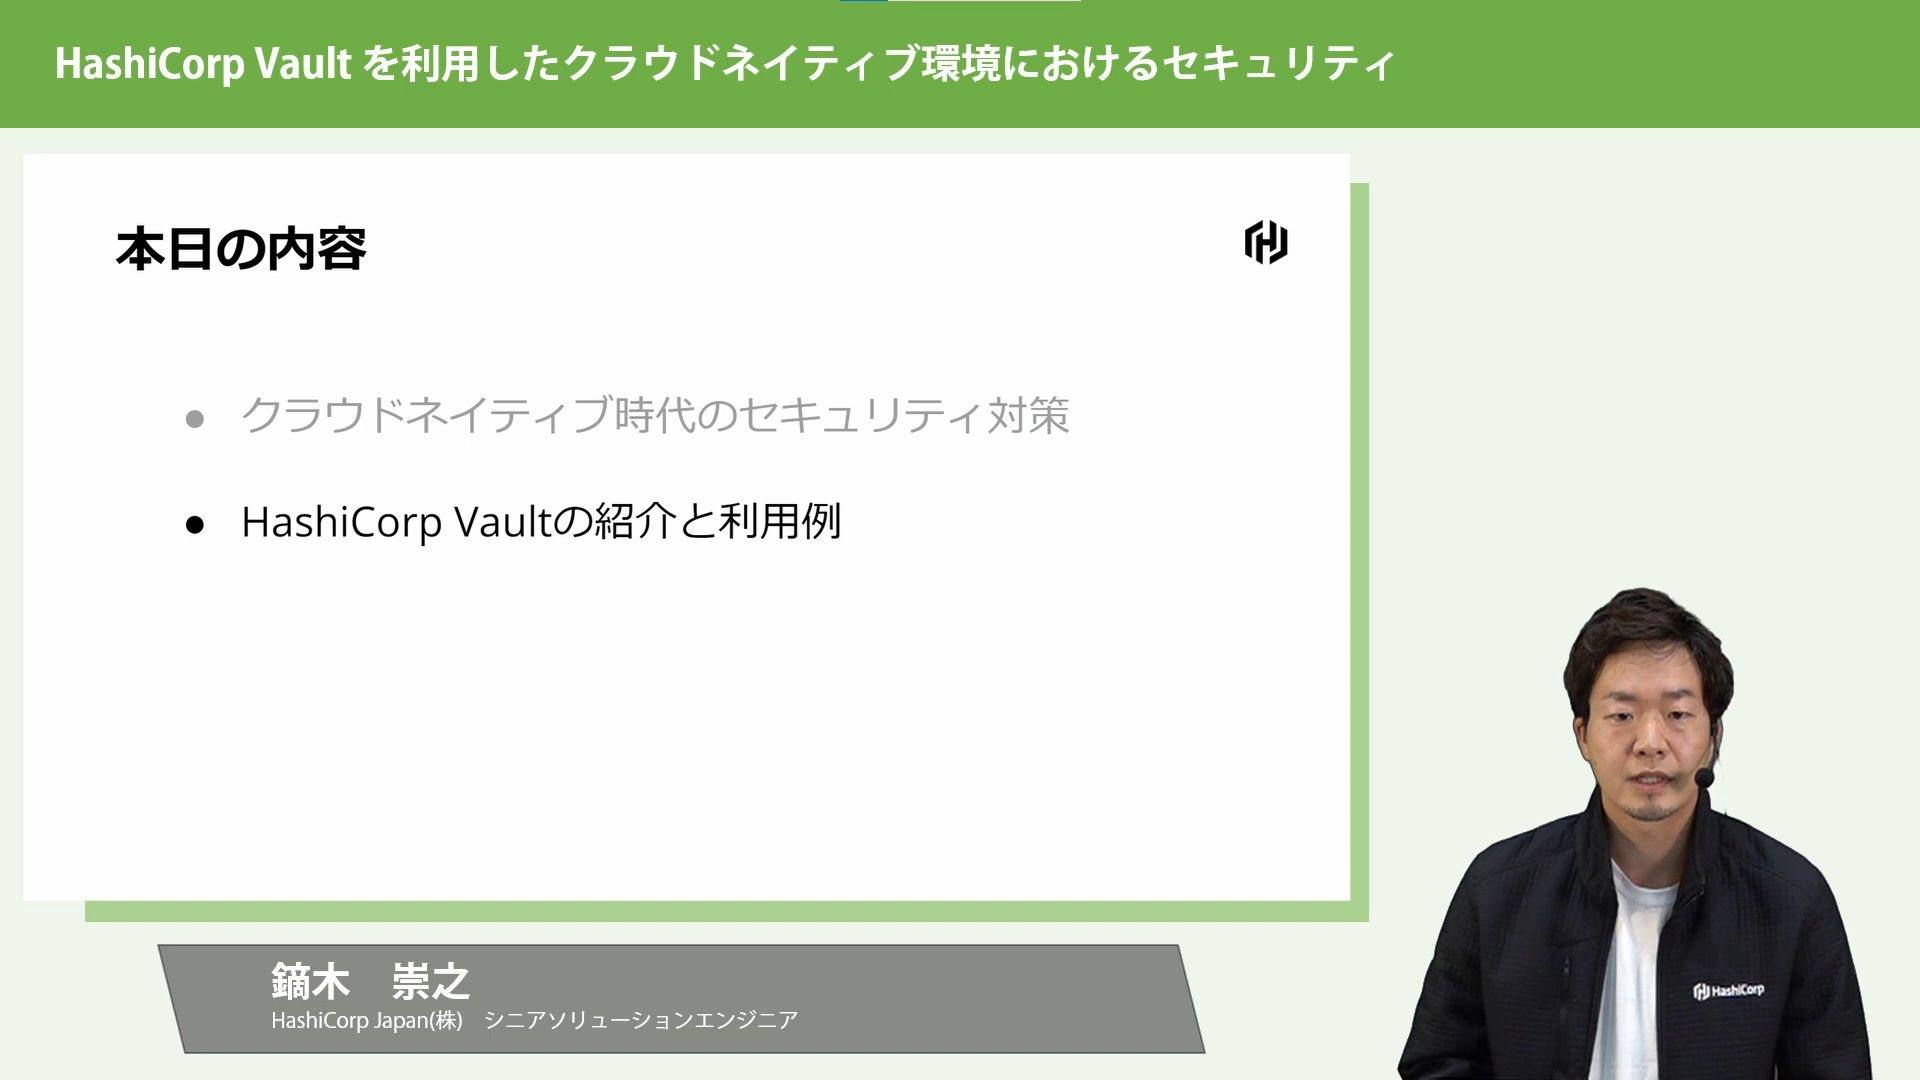 HashiCorp Vault を利用したクラウドネイティブ環境におけるセキュリティ
本日の内容
● クラウドネイティブ時代のセキュリティ対策
● HashiCorp Vaultの紹介と利用例
鏑木　崇之
HashiCorp Japan(株)　シニアソリューションエンジニア
HashiCorp